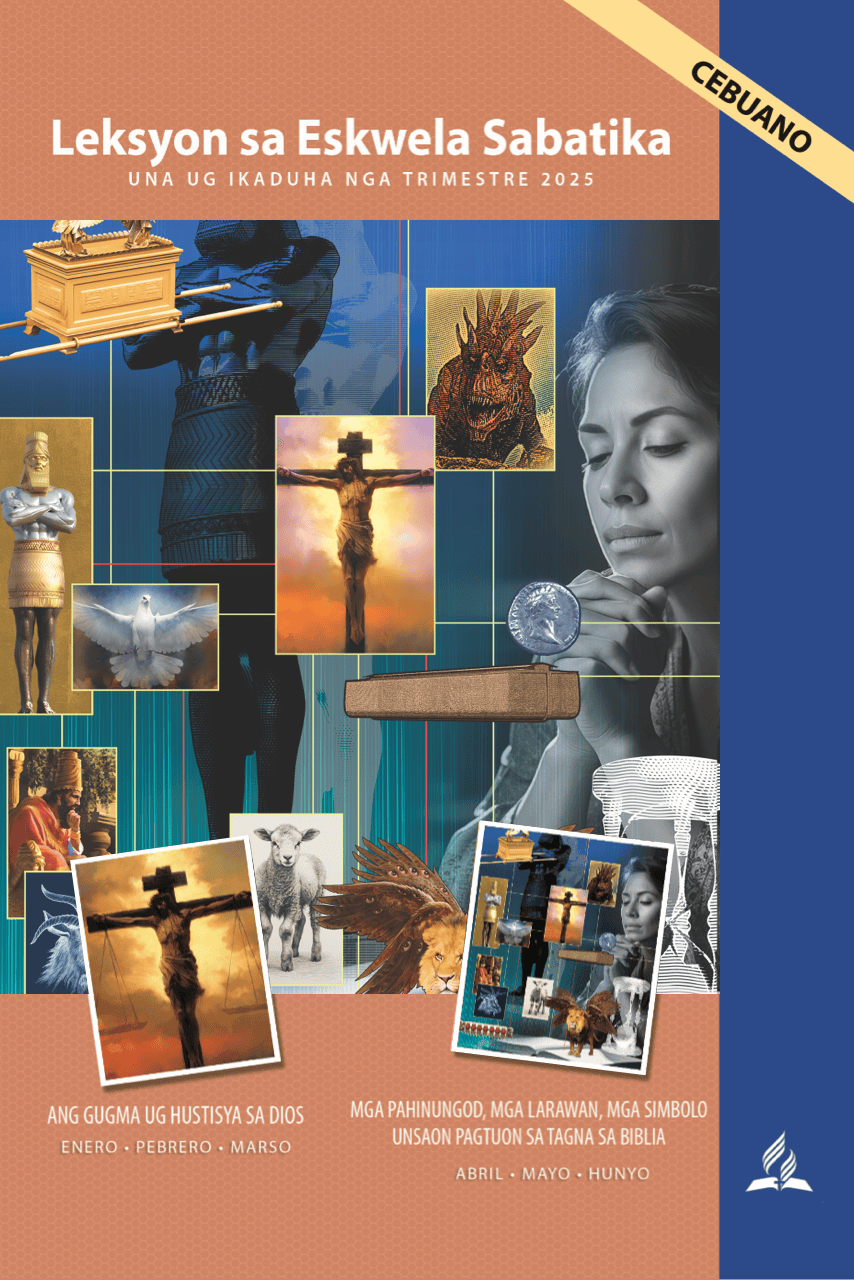 CEBUANO
Leksyon sa Eskwela Sabatika
UNA UG IKADUHA NGA TRIMESTRE 2025
ANG GUGMA UG HUSTISYA SA DIOS
ENERO • PEBRERO • MARSO
MGA PAHINUNGOD, MGA LARAWAN, MGA SIMBOLO
UNSAON PAGTUON SA TAGNA SA BIBLIA
ABRIL • MAYO • HUNYO